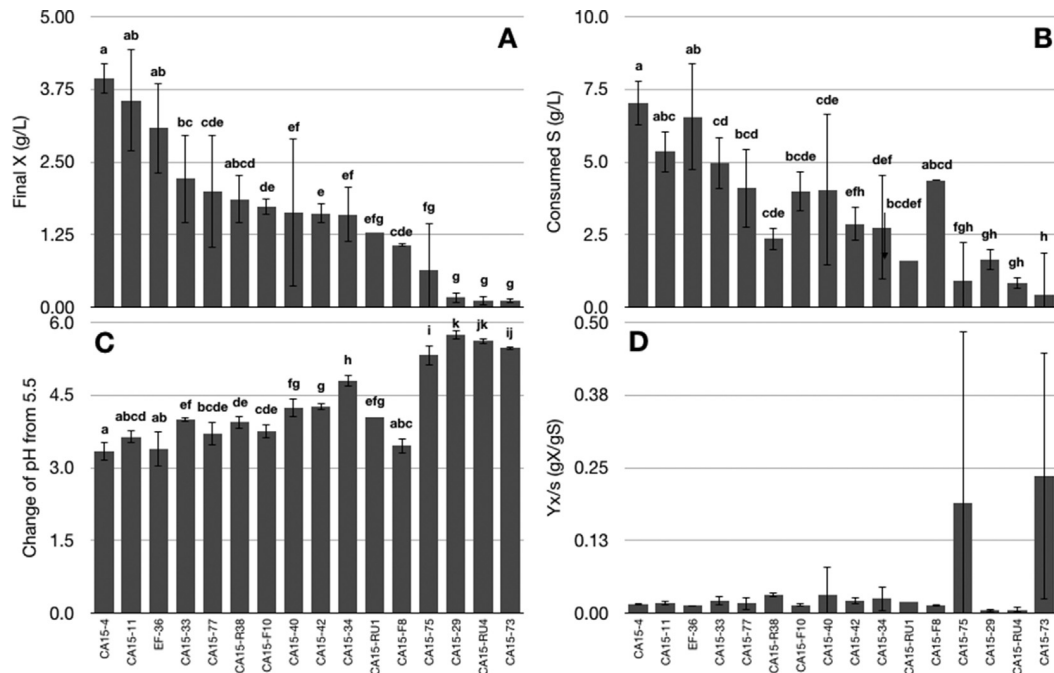 5.00
3.75
2.50
1.25
0.00
Final X (g/L)
A
a
ab
ab
bc
cde
abcd
de
ef
e
ef
efg
cde
fg
g
g
g
10.0
7.5
5.0
2.5
0.0
Consumed S (g/L)
B
a
abc
ab
cd
bcd
cde
bcde
cde
efh
def
bcdef
abcd
fgh
gh
gh
h
6.0
4.5
3.0
1.5
0.0
Change of pH from 5.5
C
a
abcd
ab
ef
bcde
de
cde
fg
g
h
efg
abc
i
k
jk
ij
CA15-4
CA15-11
EF-36
CA15-33
CA15-77
CA15-R38
CA15-F10
CA15-40
CA15-42
CA15-34
CA15-RU1
CA15-F8
CA15-75
CA15-29
CA15-RU4
CA15-73
0.50
0.38
0.25
0.13
0.00
Yx/s (gX/gS)
D
CA15-4
CA15-11
EF-36
CA15-33
CA15-77
CA15-R38
CA15-F10
CA15-40
CA15-42
CA15-34
CA15-RU1
CA15-F8
CA15-75
CA15-29
CA15-RU4
CA15-73